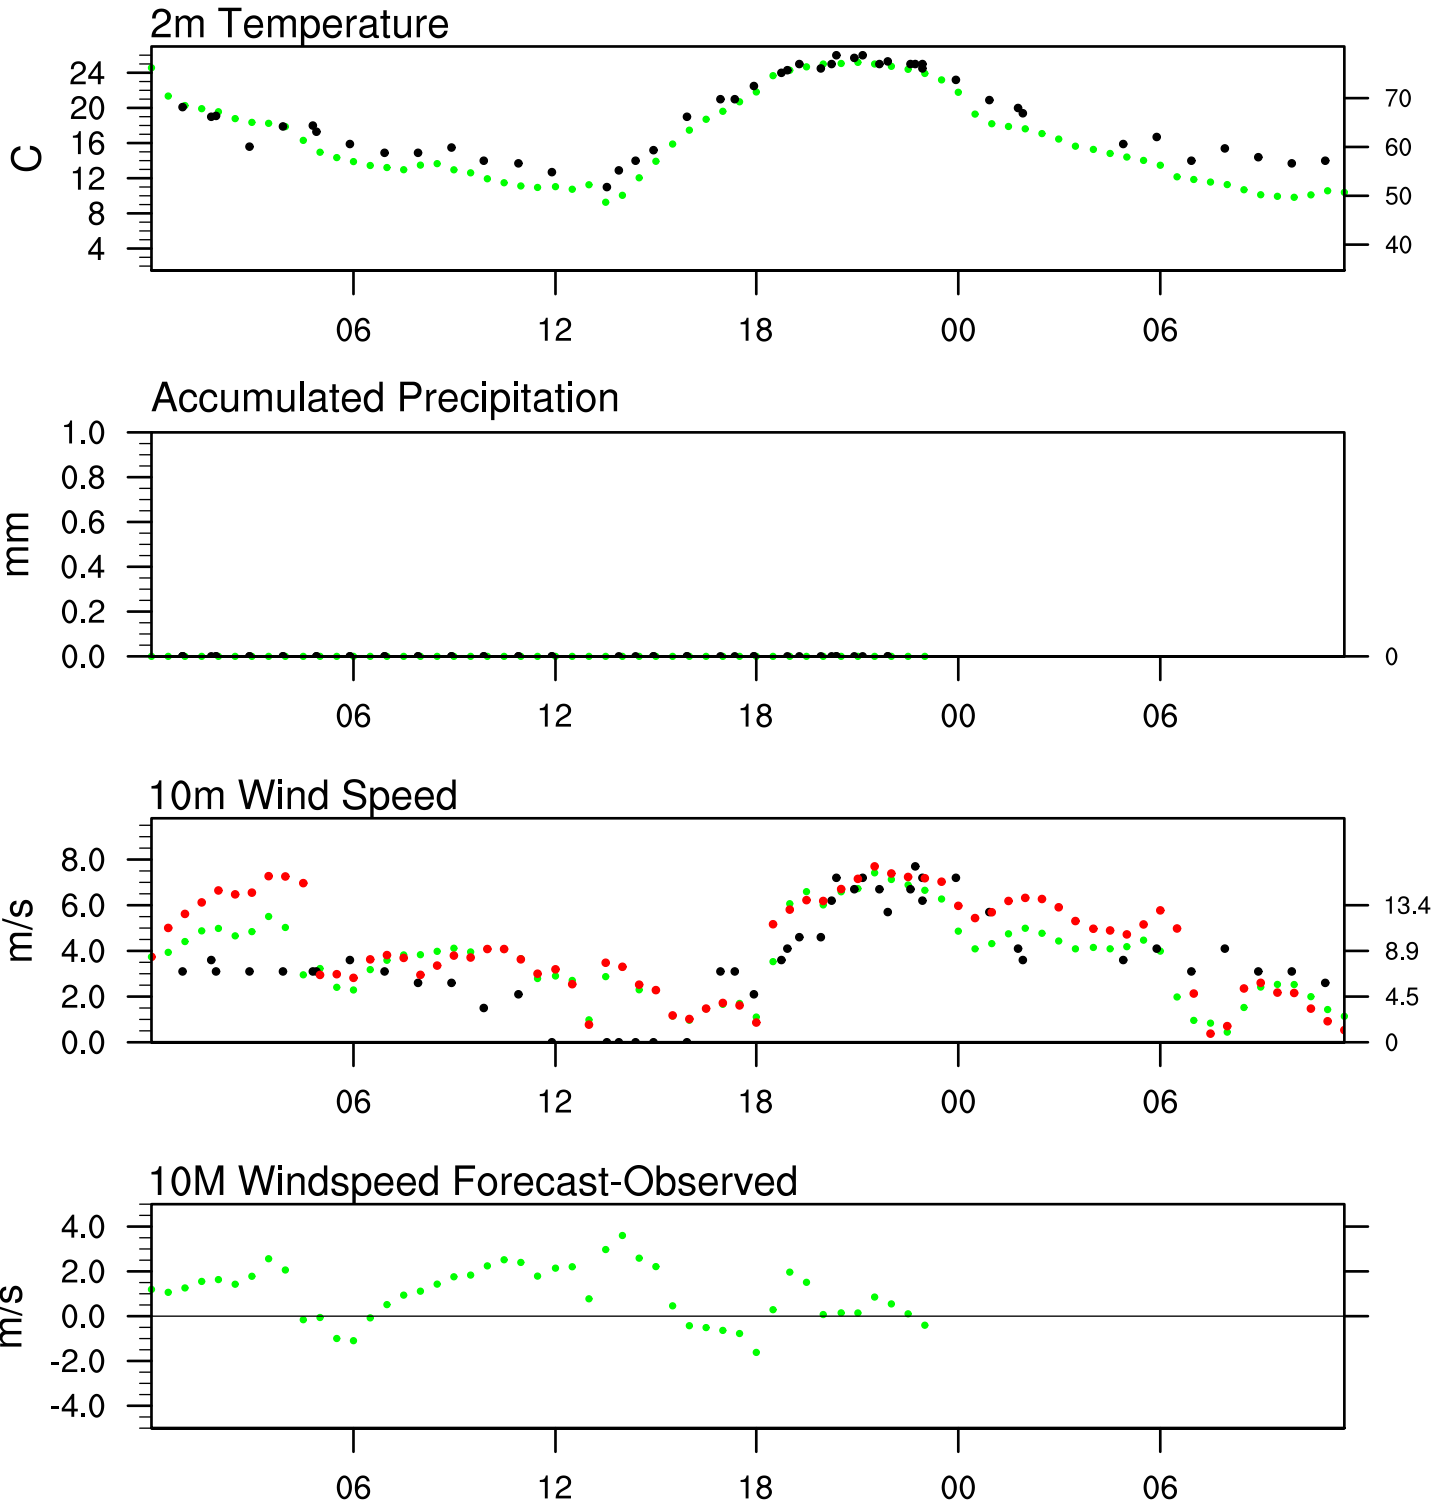 2m Temperature
C
24
20
16
12
8
4
70
60
50
40
06 12 18 00 06
Accumulated Precipitation
mm
1.0
0.8
0.6
0.4
0.2
0.0
0
06 12 18 00 06
10m Wind Speed
m/s
8.0
6.0
4.0
2.0
0.0
13.4
8.9
4.5
0
06 12 18 00 06
10M Windspeed Forecast-Observed
m/s
4.0
2.0
0.0
-2.0
-4.0
06 12 18 00 06